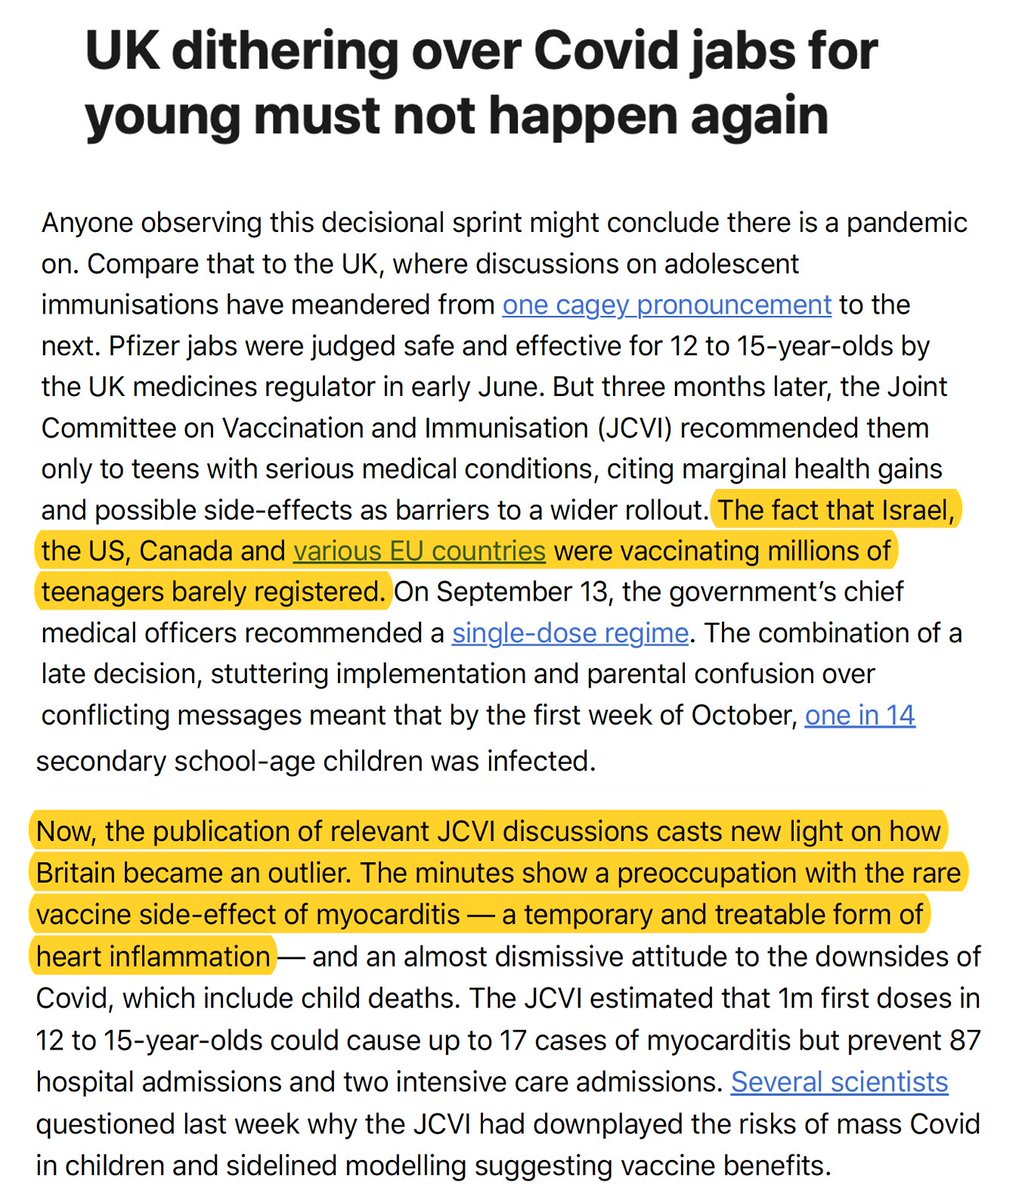 UK dithering over Covid jabs for
young must not happen again
Anyone observing this decisional sprint might conclude there is a pandemic
on. Compare that to the UK, where discussions on adolescent
immunisations have meandered from one cagey pronouncement to the
next. Pfizer jabs were judged safe and effective for 12 to 15-year-olds by
the UK medicines regulator in early June. But three months later, the Joint
Committee on Vaccination and Immunisation (JCVI) recommended them
only to teens with serious medical conditions, citing marginal health gains
and possible side-effects as barriers to a wider rollout. The fact that Israel,
the US, Canada and various EU countries were vaccinating millions of
teenagers barely registered. On September 13, the government’s chief
medical officers recommended a single-dose regime. The combination of a
late decision, stuttering implementation and parental confusion over
conflicting messages meant that by the first week of October, one in 14
secondary school-age children was infected.
Now, the publication of relevant JCVI discussions casts new light on how
Britain became an outlier. The minutes show a preoccupation with the rare
vaccine side-effect of myocarditis — a temporary and treatable form of
heart inflammation — and an almost dismissive attitude to the downsides of
Covid, which include child deaths. The JCVI estimated that 1m first doses in
12 to 15-year-olds could cause up to 17 cases of myocarditis but prevent 87
hospital admissions and two intensive care admissions. Several scientists
questioned last week why the JCVI had downplayed the risks of mass Covid
in children and sidelined modelling suggesting vaccine benefits.